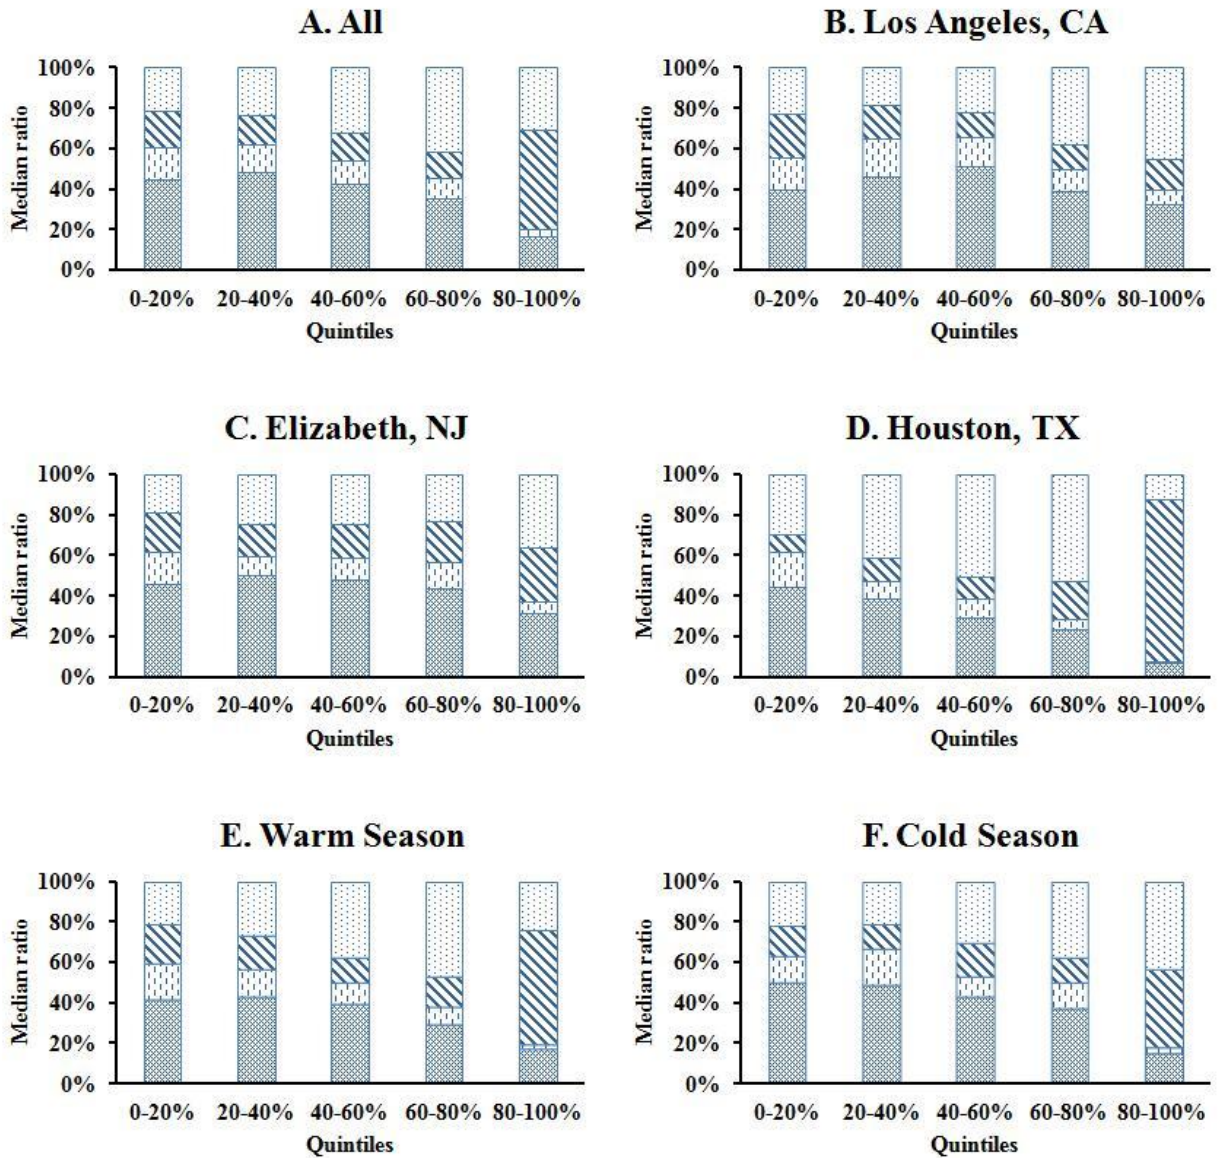 A. All
100%
80%
60%
40%
20%
0%
Median ratio
0-20% 20-40% 40-60% 60-80% 80-100%
Quintiles
B. Los Angeles, CA
100%
80%
60%
40%
20%
0%
Median ratio
0-20% 20-40% 40-60% 60-80% 80-100%
Quintiles
C. Elizabeth, NJ
100%
80%
60%
40%
20%
0%
Median ratio
0-20% 20-40% 40-60% 60-80% 80-100%
Quintiles
D. Houston, TX
100%
80%
60%
40%
20%
0%
Median ratio
0-20% 20-40% 40-60% 60-80% 80-100%
Quintiles
E. Warm Season
100%
80%
60%
40%
20%
0%
Median ratio
0-20% 20-40% 40-60% 60-80% 80-100%
Quintiles
F. Cold Season
100%
80%
60%
40%
20%
0%
Median ratio
0-20% 20-40% 40-60% 60-80% 80-100%
Quintiles